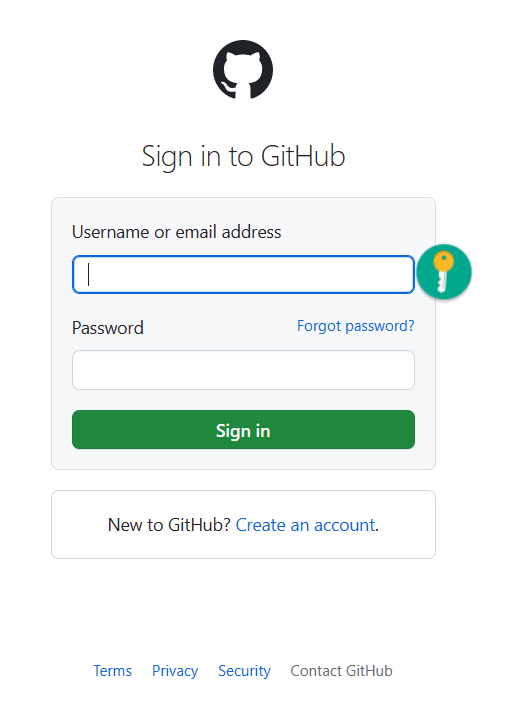 Sign in to GitHub
Username or email address
Password Forgot password?
Sign in
New to GitHub? Create an account.
Terms Privacy Security Contact GitHub